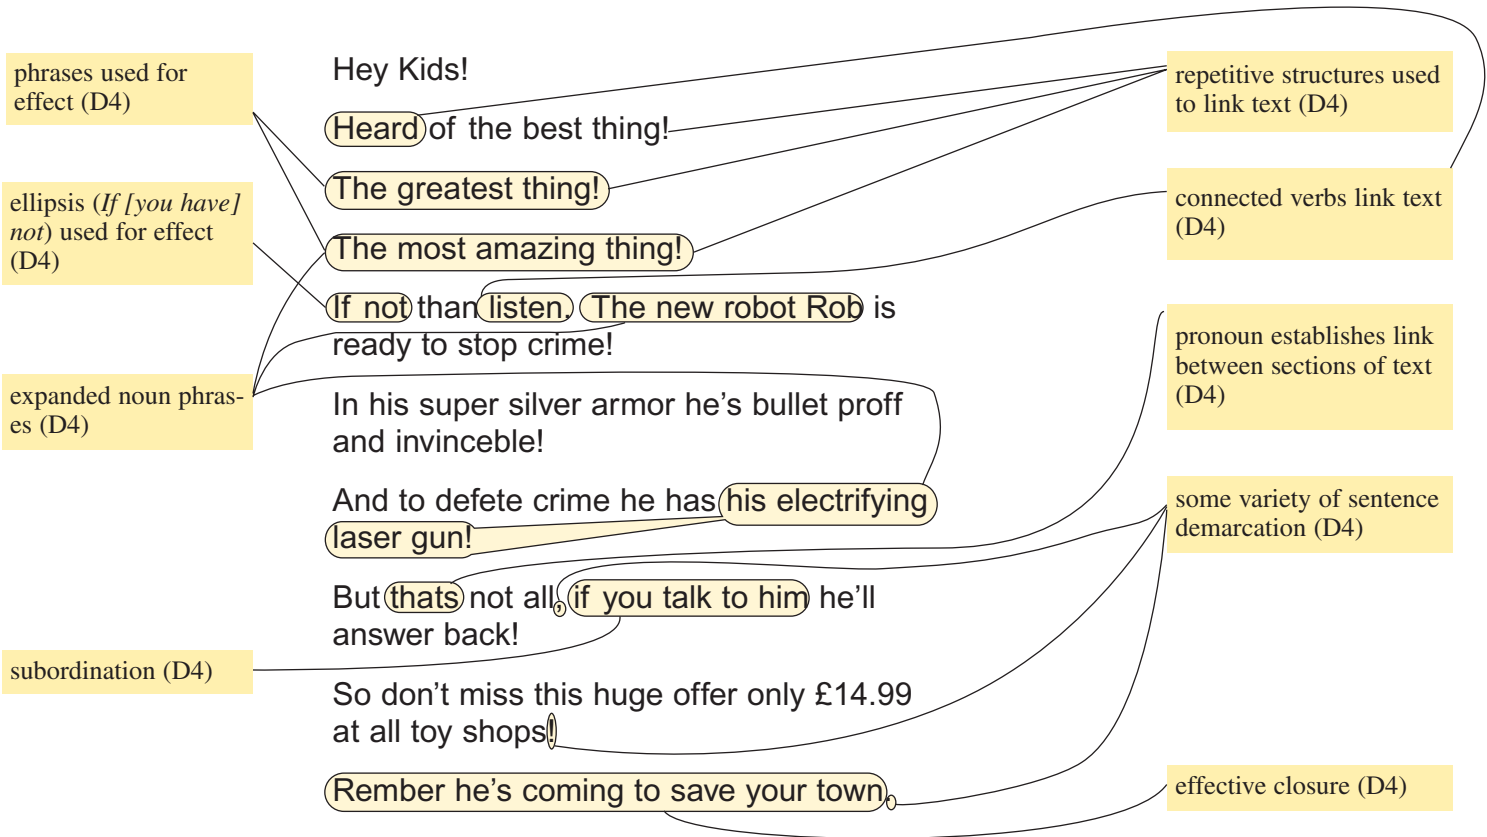 phrases used for
effect (D4)
ellipsis (If [you have]
not) used for effect
(D4)
expanded noun phras-
es (D4)
subordination (D4)
Hey Kids!
Heard of the best thing!
The greatest thing!
The most amazing thing!
If not than listen. The new robot Rob is
ready to stop crime!
In his super silver armor he's bullet proff
and invinceble!
And to defete crime he has his electrifying
laser gun!
But thats not all, if you talk to him he'll
answer back!
So don't miss this huge offer only £14.99
at all toy shops!
Rember he's coming to save your town.
repetitive structures used
to link text (D4)
connected verbs link text
(D4)
pronoun establishes link
between sections of text
(D4)
some variety of sentence
demarcation (D4)
effective closure (D4)